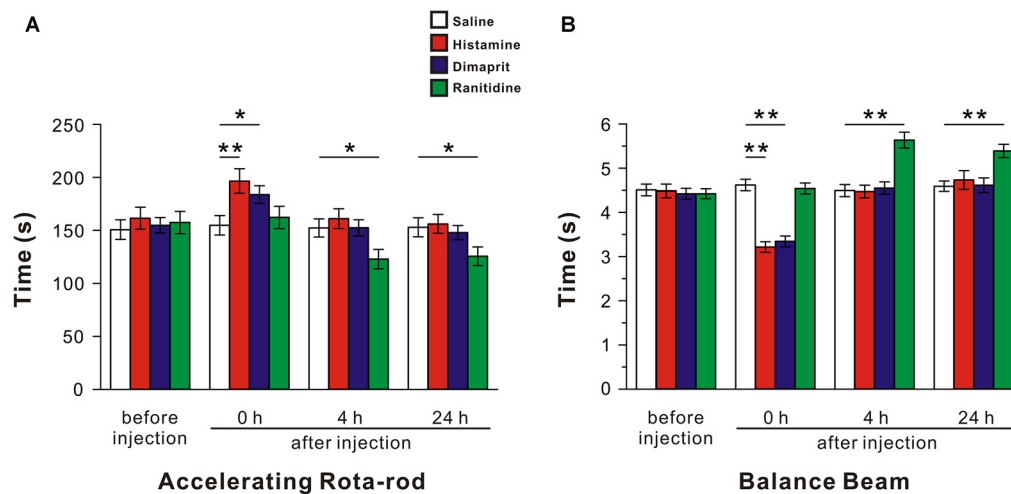 A
Saline
Histamine
Dimaprit
Ranitidine
Time (s)
250
200
150
100
50
0
*
**
*
*
before
injection
0 h
4 h
24 h
after injection
Accelerating Rota-rod
B
Time (s)
6
5
4
3
2
1
0
**
**
**
**
before
injection
0 h
4 h
24 h
after injection
Balance Beam